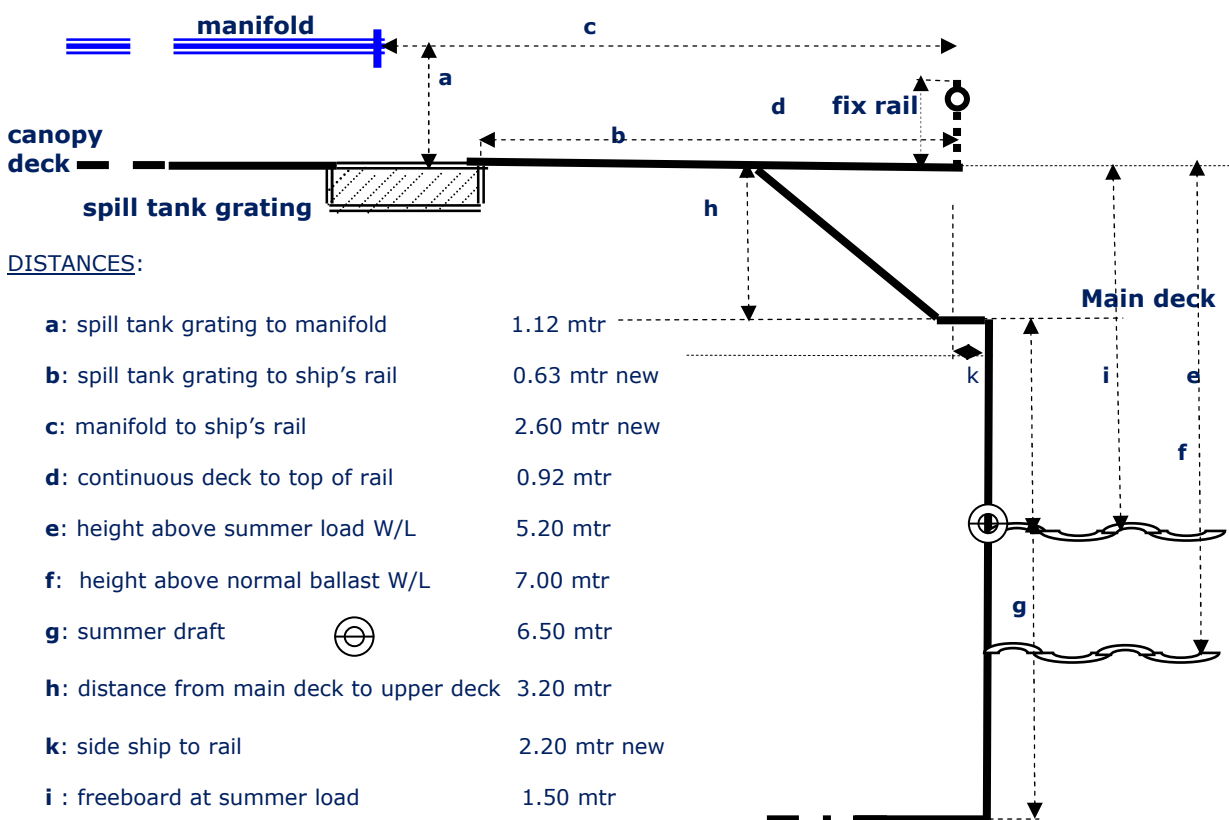 manifold
c
a
d fix rail
b
canopy
deck
h
spill tank grating
DISTANCES:
Main deck
a: spill tank grating to manifold 1.12 mtr
b: spill tank grating to ship's rail 0.63 mtr new
k i e
c: manifold to ship's rail 2.60 mtr new
f
d: continuous deck to top of rail 0.92 mtr
e: height above summer load W/L 5.20 mtr
f: height above normal ballast W/L 7.00 mtr
g
g: summer draft 6.50 mtr
h: distance from main deck to upper deck 3.20 mtr
k: side ship to rail 2.20 mtr new
i : freeboard at summer load 1.50 mtr